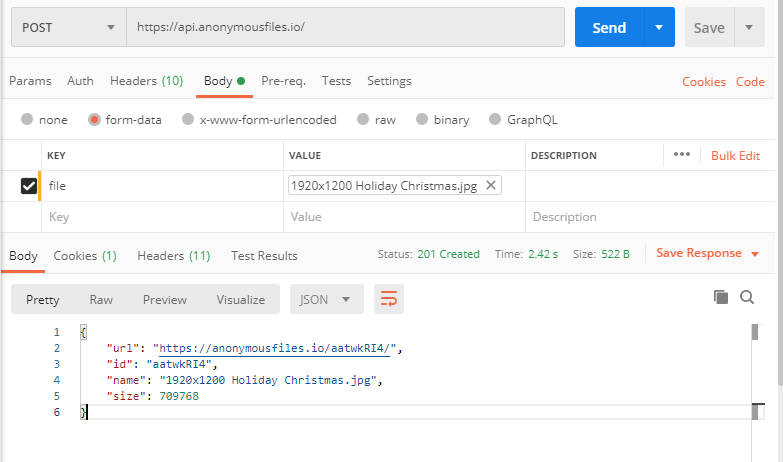 POST https://api.anonymousfiles.io/ Send Save
Params Auth Headers (10) Body Pre-req. Tests Settings Cookies Code
none form-data x-www-form-urlencoded raw binary GraphQL
KEY VALUE DESCRIPTION ••• Bulk Edit
file 1920x1200 Holiday Christmas.jpg ✕
Key Value Description
Body Cookies (1) Headers (11) Test Results Status: 201 Created Time: 2.42 s Size: 522 B Save Response
Pretty Raw Preview Visualize JSON
1 {
2 "url": "https://anonymousfiles.io/aatwkRI4/",
3 "id": "aatwkRI4",
4 "name": "1920x1200 Holiday Christmas.jpg",
5 "size": 709768
6 }